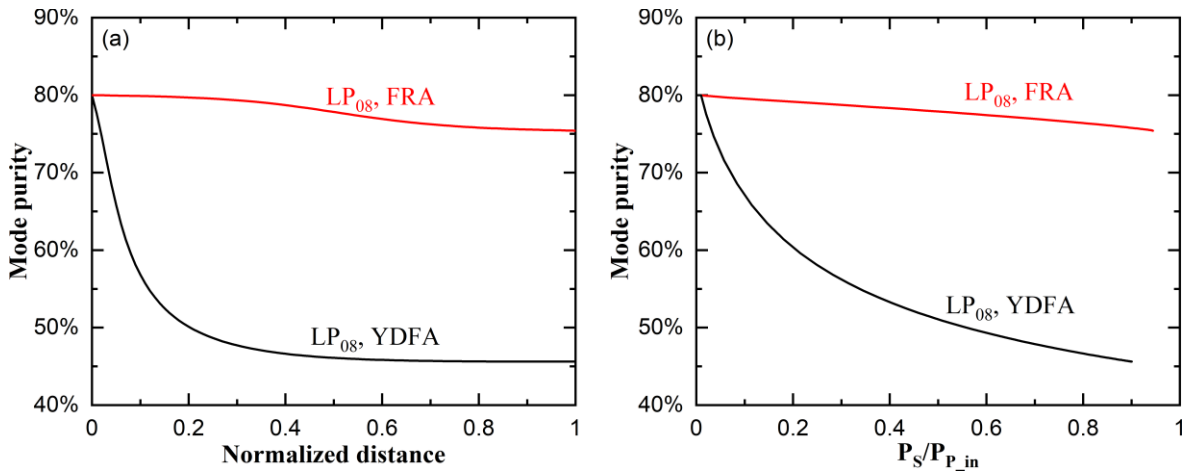 (a)
Mode purity
90%
80%
70%
60%
50%
40%
LP₀₈, FRA
LP₀₈, YDFA
0 0.2 0.4 0.6 0.8 1
Normalized distance
(b)
Mode purity
90%
80%
70%
60%
50%
40%
LP₀₈, FRA
LP₀₈, YDFA
0 0.2 0.4 0.6 0.8 1
P_S/P_P_in